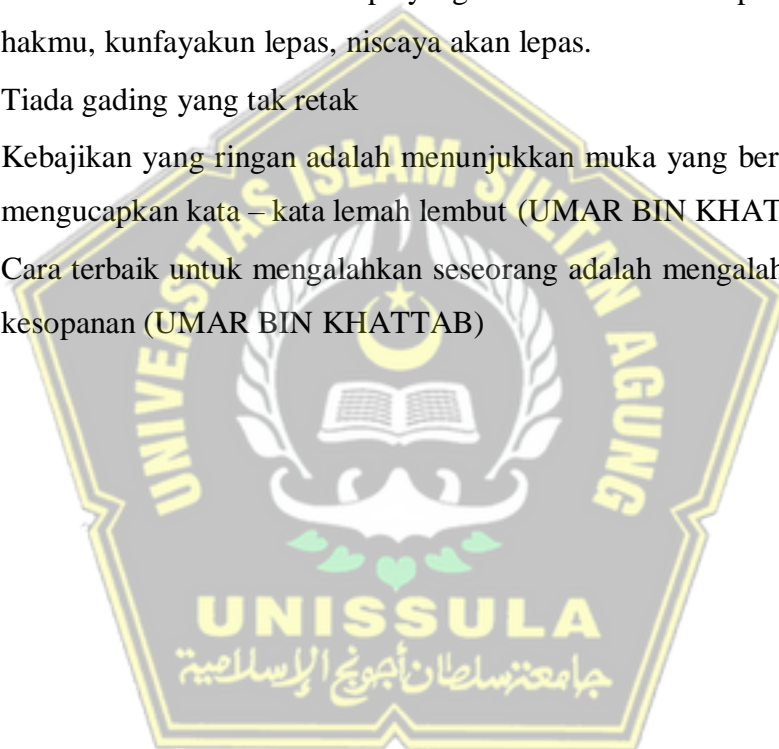 hakmu, kunfayakun lepas, niscaya akan lepas.
Tiada gading yang tak retak
Kebajikan yang ringan adalah menunjukkan muka yang ber
mengucapkan kata – kata lemah lembut (UMAR BIN KHAT
Cara terbaik untuk mengalahkan seseorang adalah mengalah
kesopanan (UMAR BIN KHATTAB)
UNIVERSITAS ISLAM SULTAN AGUNG
UNISSULA
جامعة سلطان أجونج الإسلامية